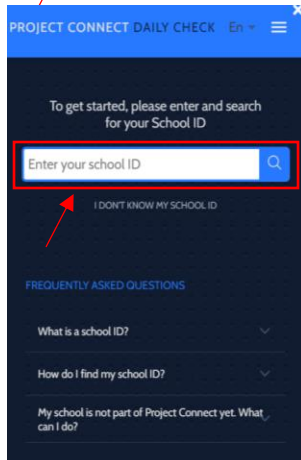 PROJECT CONNECT DAILY CHECK En
To get started, please enter and search
for your School ID
Enter your school ID
I DON'T KNOW MY SCHOOL ID
FREQUENTLY ASKED QUESTIONS
What is a school ID?
How do I find my school ID?
My school is not part of Project Connect yet. What
can I do?